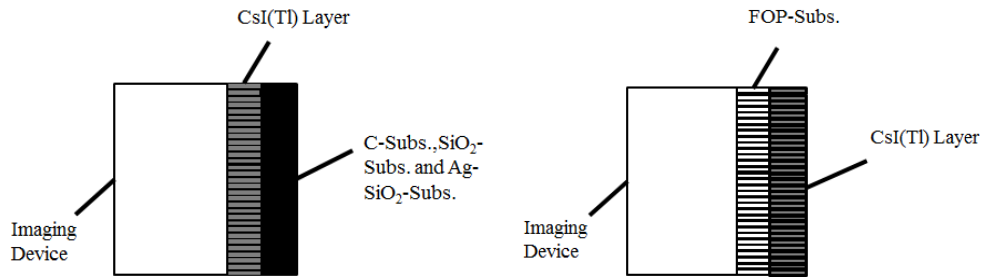 CsI(Tl) Layer
C-Subs.,SiO₂-
Subs. and Ag-
SiO₂-Subs.
Imaging
Device
FOP-Subs.
CsI(Tl) Layer
Imaging
Device